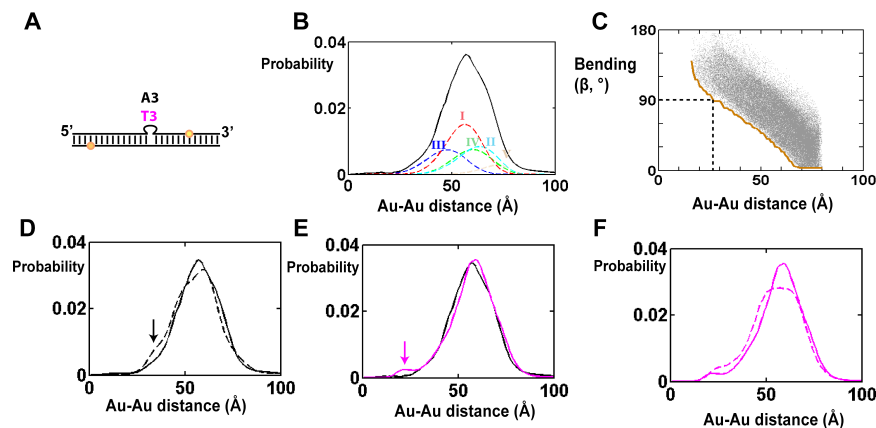 A
A3
T3
5’ 3’
B
0.04
Probability
0.02
0
I
III
IV
II
V
0 50 100
Au-Au distance (Å)
C
180
Bending
(β, °)
90
0
0 50 100
Au-Au distance (Å)
D
0.04
Probability
0.02
0
0 50 100
Au-Au distance (Å)
E
0.04
Probability
0.02
0
0 50 100
Au-Au distance (Å)
F
0.04
Probability
0.02
0
0 50 100
Au-Au distance (Å)